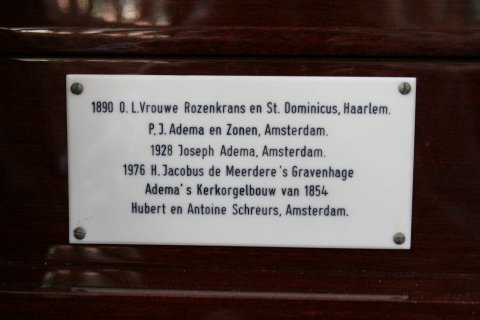 1890 O. L.Vrouwe Rozenkrans en St. Dominicus, Haarlem.
P.J. Adema en Zonen, Amsterdam.
1928 Joseph Adema, Amsterdam.
1976 H. Jacobus de Meerdere's Gravenhage
Adema's Kerkorgelbouw van 1854
Hubert en Antoine Schreurs, Amsterdam.